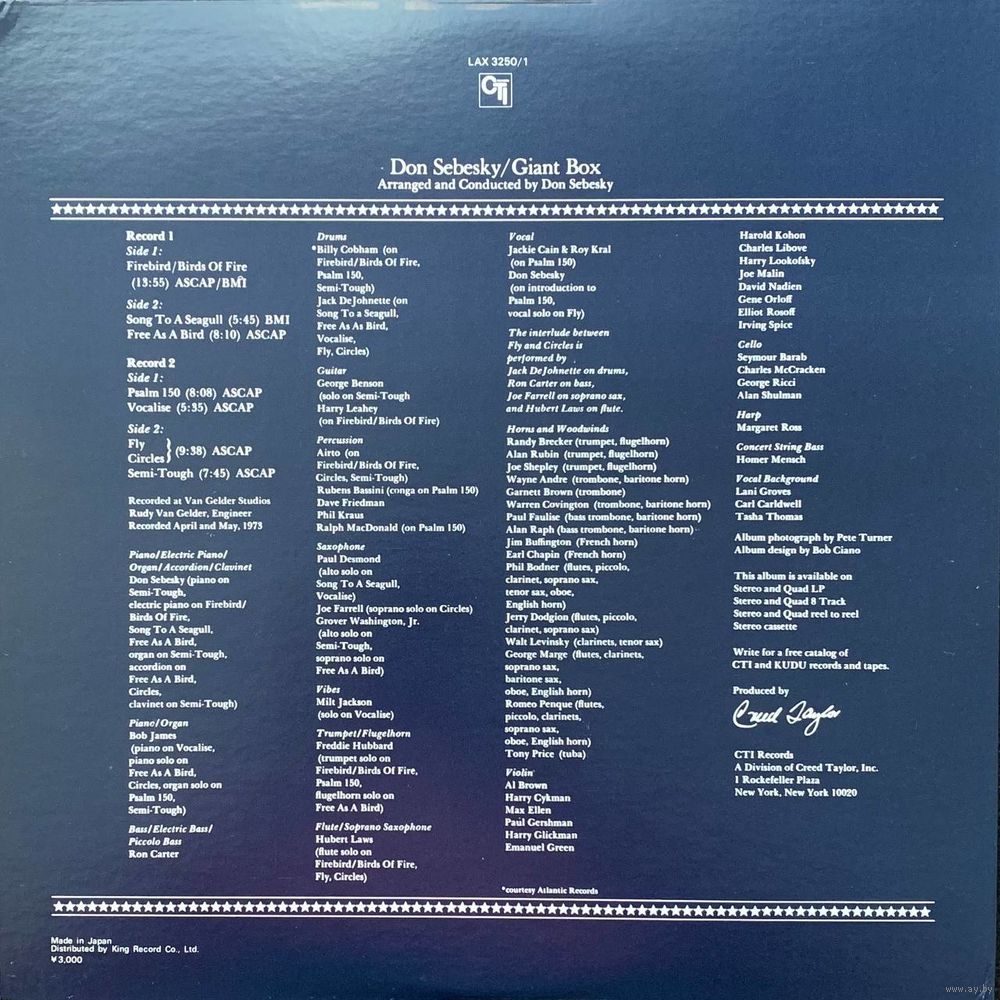 LAX 3250/1
CTI
Don Sebesky/Giant Box
Arranged and Conducted by Don Sebesky
Record 1
Side 1:
Firebird/Birds Of Fire
(13:55) ASCAP/BMI
Side 2:
Song To A Seagull (5:45) BMI
Free As A Bird (8:10) ASCAP
Record 2
Side 1:
Psalm 150 (8:08) ASCAP
Vocalise (5:35) ASCAP
Side 2:
Fly
Circles} (9:38) ASCAP
Semi-Tough (7:45) ASCAP
Recorded at Van Gelder Studios
Rudy Van Gelder, Engineer
Recorded April and May, 1973
Piano/Electric Piano/
Organ/Accordion/Clavinet
Don Sebesky (piano on
Semi-Tough,
electric piano on Firebird/
Birds Of Fire,
Song To A Seagull,
Free As A Bird,
organ on Semi-Tough,
accordion on
Free As A Bird,
Circles,
clavinet on Semi-Tough)
Piano/Organ
Bob James
(piano on Vocalise,
piano solo on
Free As A Bird,
Circles, organ solo on
Psalm 150,
Semi-Tough)
Bass/Electric Bass/
Piccolo Bass
Ron Carter
Drums
*Billy Cobham (on
Firebird/Birds Of Fire,
Psalm 150,
Semi-Tough)
Jack DeJohnette (on
Song To a Seagull,
Free As As Bird,
Vocalise,
Fly, Circles)
Guitar
George Benson
(solo on Semi-Tough
Harry Leahey
(on Firebird/Birds Of Fire)
Percussion
Airto (on
Firebird/Birds Of Fire,
Circles, Semi-Tough)
Rubens Bassini (conga on Psalm 150)
Dave Friedman
Phil Kraus
Ralph MacDonald (on Psalm 150)
Saxophone
Paul Desmond
(alto solo on
Song To A Seagull,
Vocalise)
Joe Farrell (soprano solo on Circles)
Grover Washington, Jr.
(alto solo on
Semi-Tough,
soprano solo on
Free As A Bird)
Vibes
Milt Jackson
(solo on Vocalise)
Trumpet/Flugelhorn
Freddie Hubbard
(trumpet solo on
Firebird/Birds Of Fire,
Psalm 150,
flugelhorn solo on
Free As A Bird)
Flute/Soprano Saxophone
Hubert Laws
(flute solo on
Firebird/Birds Of Fire,
Fly, Circles)
Vocal
Jackie Cain & Roy Kral
(on Psalm 150)
Don Sebesky
(on introduction to
Psalm 150,
vocal solo on Fly)
The interlude between
Fly and Circles is
performed by
Jack DeJohnette on drums,
Ron Carter on bass,
Joe Farrell on soprano sax,
and Hubert Laws on flute.
Horns and Woodwinds
Randy Brecker (trumpet, flugelhorn)
Alan Rubin (trumpet, flugelhorn)
Joe Shepley (trumpet, flugelhorn)
Wayne Andre (trombone, baritone horn)
Garnett Brown (trombone)
Warren Covington (trombone, baritone horn)
Paul Faulise (bass trombone, baritone horn)
Alan Raph (bass trombone, baritone horn)
Jim Buffington (French horn)
Earl Chapin (French horn)
Phil Bodner (flutes, piccolo,
clarinet, soprano sax,
tenor sax, oboe,
English horn)
Jerry Dodgion (flutes, piccolo,
clarinet, soprano sax)
Walt Levinsky (clarinets, tenor sax)
George Marge (flutes, clarinets,
soprano sax,
baritone sax,
oboe, English horn)
Romeo Penque (flutes,
piccolo, clarinets,
soprano sax,
oboe, English horn)
Tony Price (tuba)
Violin
Al Brown
Harry Cykman
Max Ellen
Paul Gershman
Harry Glickman
Emanuel Green
*courtesy Atlantic Records
Harold Kohon
Charles Libove
Harry Lookofsky
Joe Malin
David Nadien
Gene Orloff
Elliot Rosoff
Irving Spice
Cello
Seymour Barab
Charles McCracken
George Ricci
Alan Shulman
Harp
Margaret Ross
Concert String Bass
Homer Mensch
Vocal Background
Lani Groves
Carl Carldwell
Tasha Thomas
Album photograph by Pete Turner
Album design by Bob Ciano
This album is available on
Stereo and Quad LP
Stereo and Quad 8 Track
Stereo and Quad reel to reel
Stereo cassette
Write for a free catalog of
CTI and KUDU records and tapes.
Produced by
Creed Taylor
CTI Records
A Division of Creed Taylor, Inc.
1 Rockefeller Plaza
New York, New York 10020
Made in Japan
Distributed by King Record Co., Ltd.
¥3,000
www.ay.by